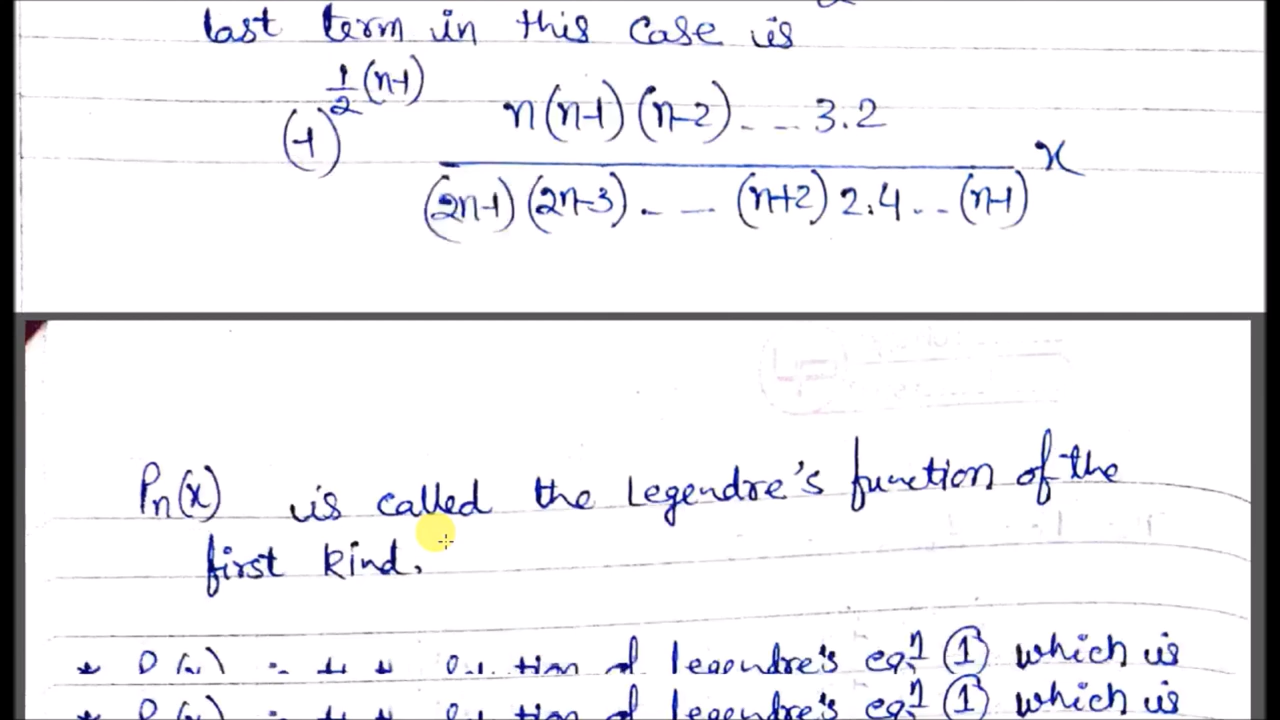 last term in this case is
(-1)^{\frac{1}{2}(n-1)} \frac{n(n-1)(n-2)... 3.2}{(2n-1)(2n-3)... (n+2) 2.4...(n-1)} x
Pn(x) is called the Legendre's function of the
first kind.
* of legendre's eqn (1) which is
* of legendre's eqn (1) which is